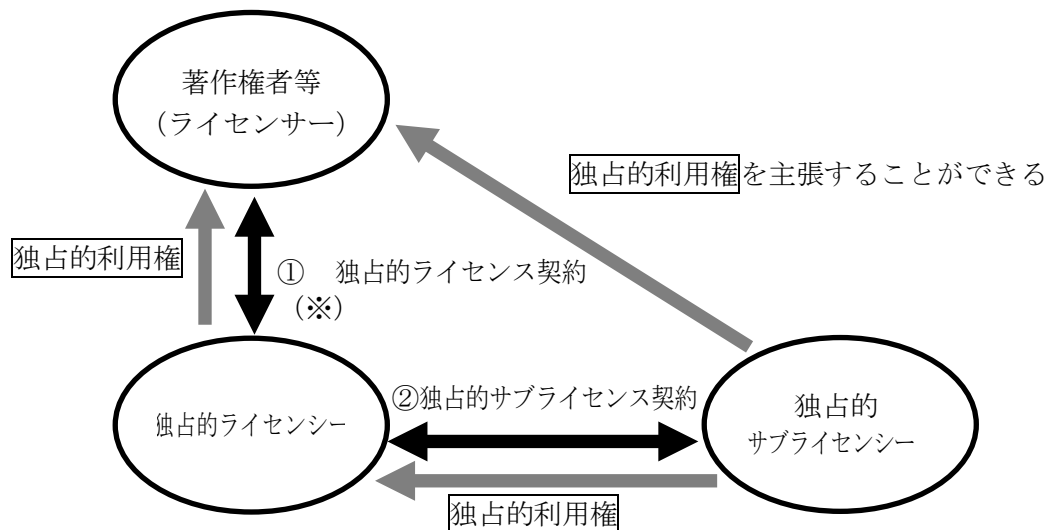 著作権者等
(ライセンサー)
独占的利用権を主張することができる
独占的利用権
① 独占的ライセンス契約
(※)
②独占的サブライセンス契約
独占的ライセンシー
独占的
サブライセンシー
独占的利用権